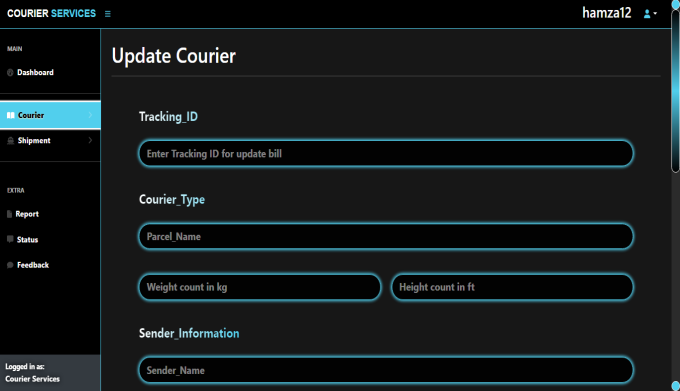 COURIER SERVICES
hamza12
MAIN
Dashboard
Courier
Shipment
EXTRA
Report
Status
Feedback
Logged in as:
Courier Services
Update Courier
Tracking_ID
Enter Tracking ID for update bill
Courier_Type
Parcel_Name
Weight count in kg
Height count in ft
Sender_Information
Sender_Name